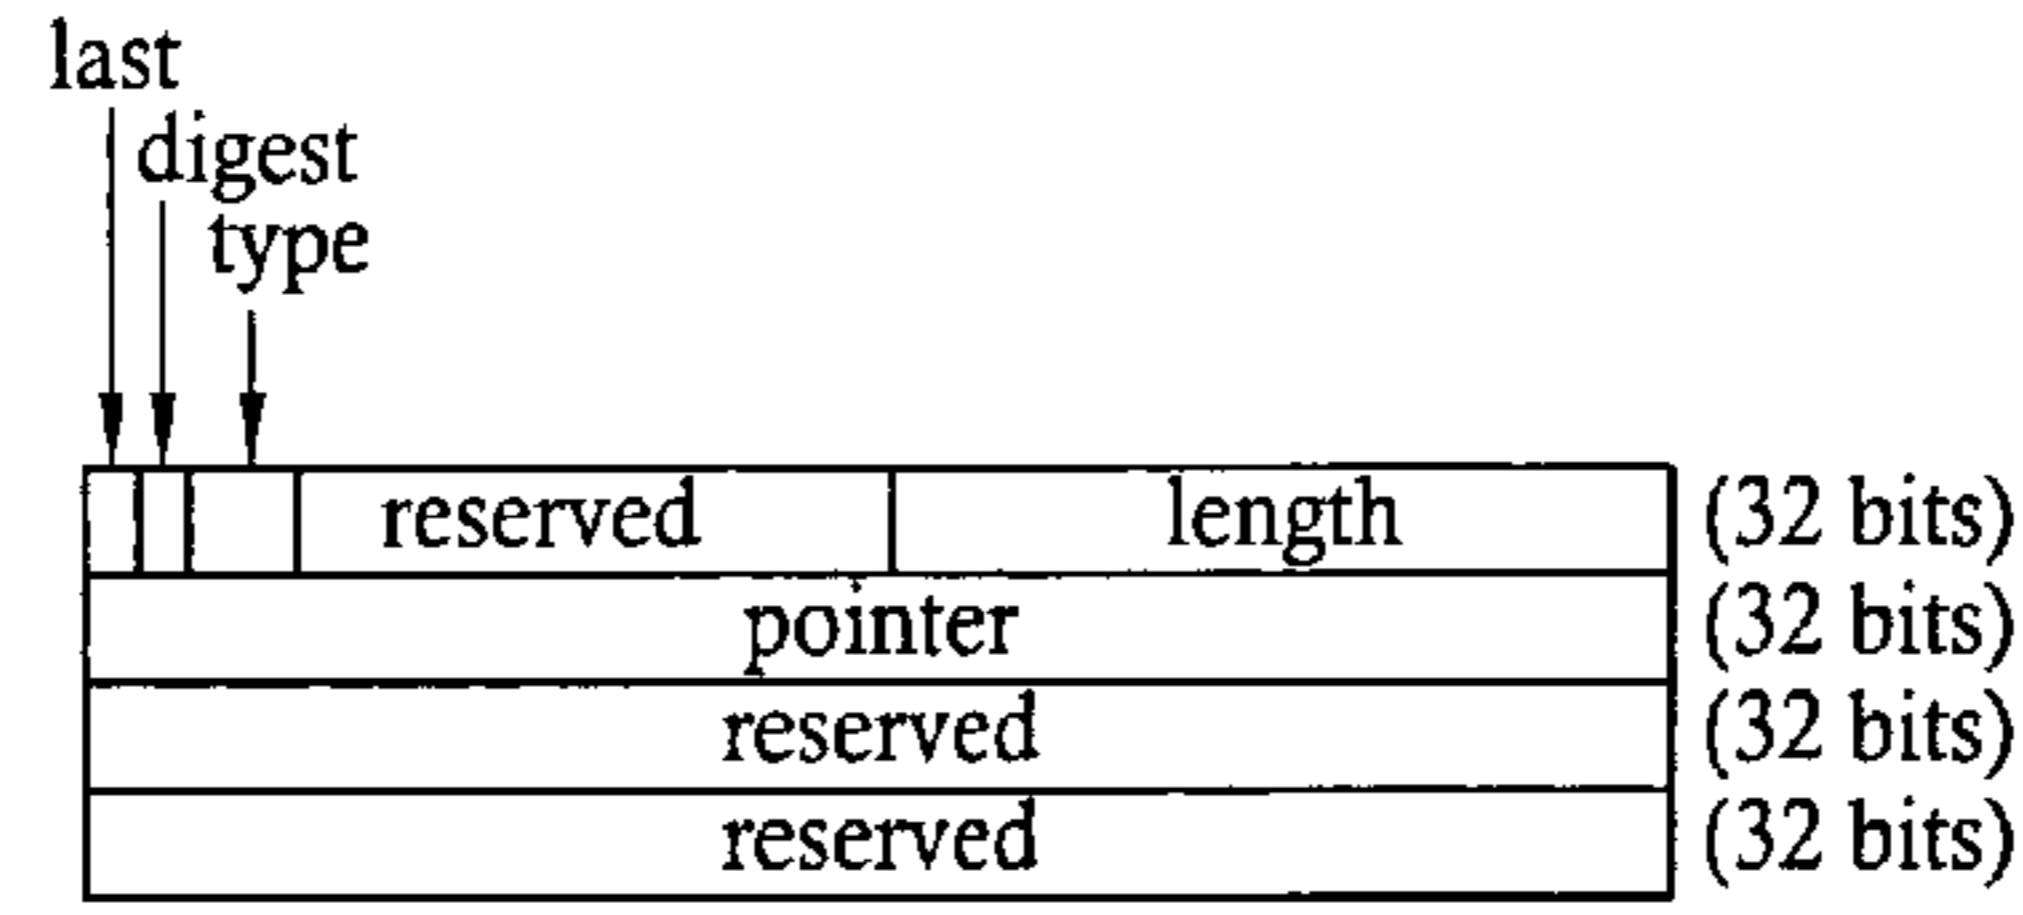 last
digest
type
reserved length (32 bits)
pointer (32 bits)
reserved (32 bits)
reserved (32 bits)